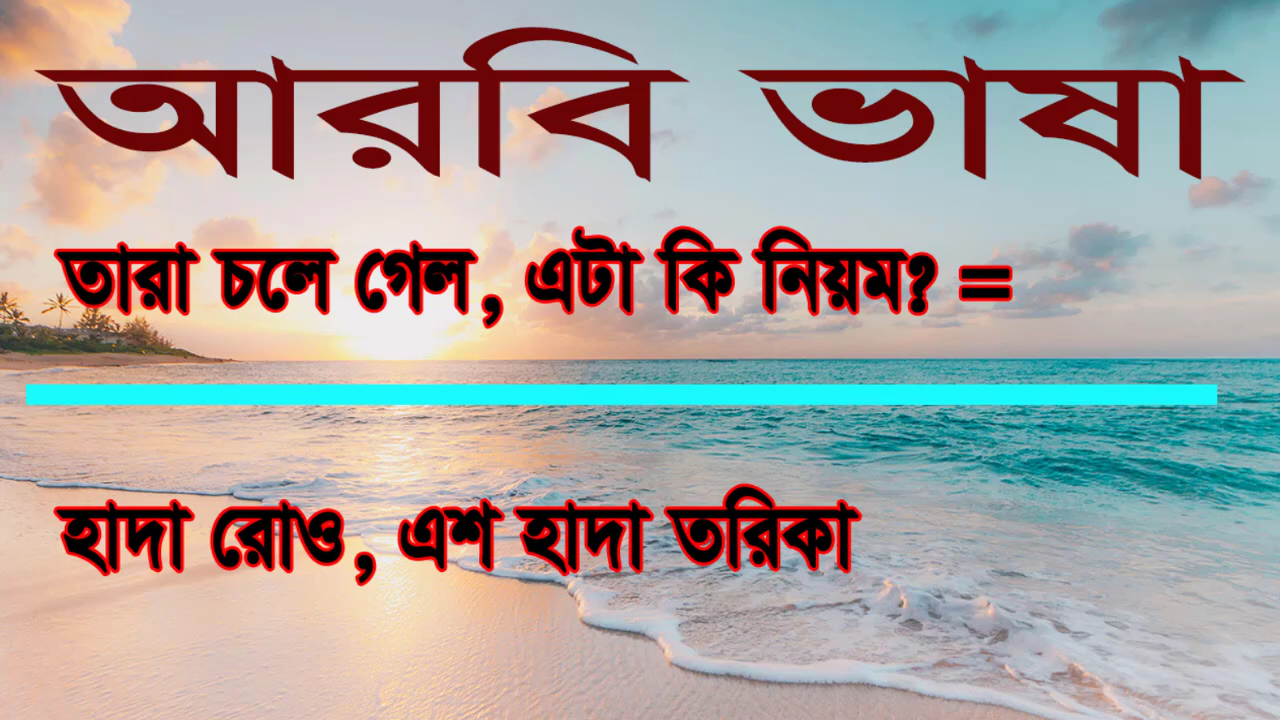 আরবি ভাষা
তারা চলে গেল, এটা কি নিয়ম? =
হাদা রোও, এশ হাদা তরিকা